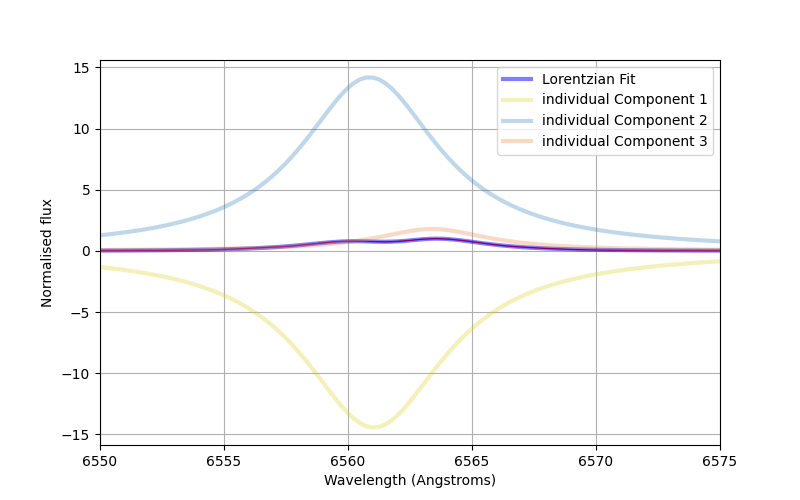 15
10
5
0
−5
−10
−15
Normalised flux
Lorentzian Fit
individual Component 1
individual Component 2
individual Component 3
6550 6555 6560 6565 6570 6575
Wavelength (Angstroms)